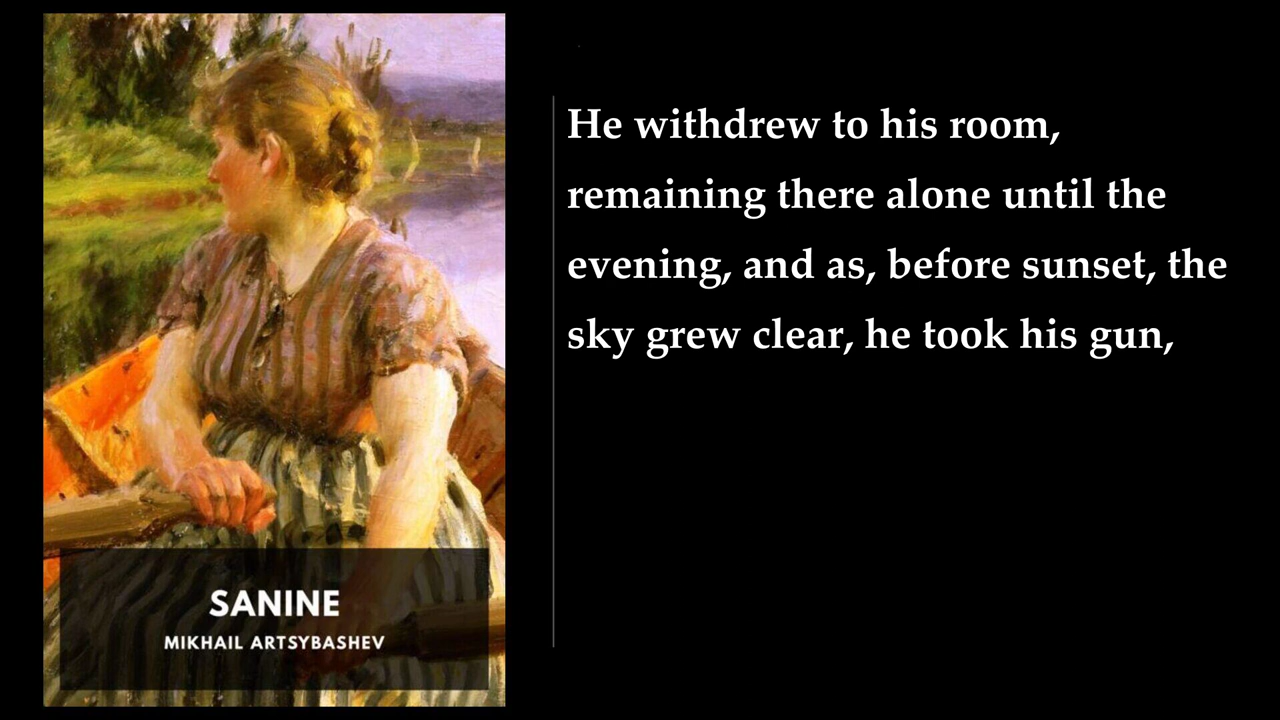 He withdrew to his room,
remaining there alone until the
evening, and as, before sunset, the
sky grew clear, he took his gun,
SANINE
MIKHAIL ARTSYBASHEV